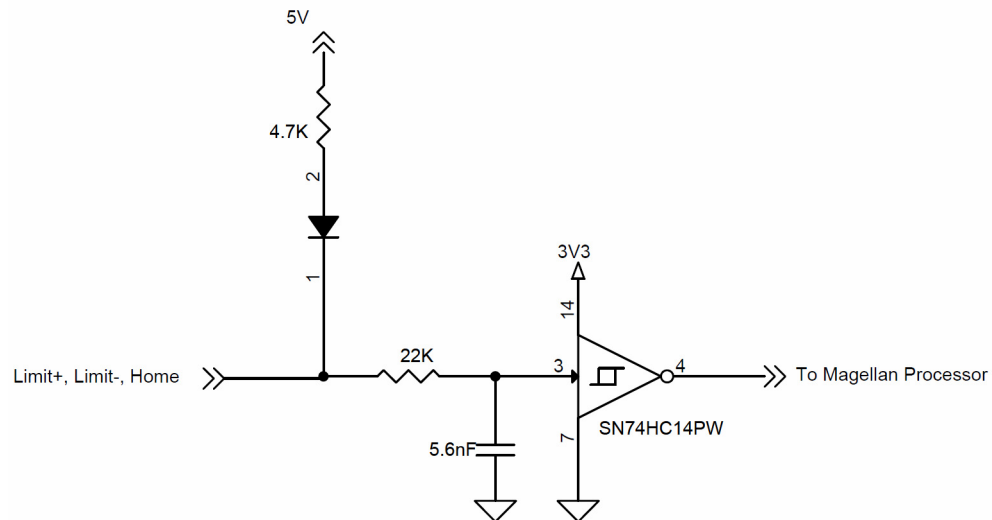 5V
4.7K
2
1
3V3
14
Limit+, Limit-, Home
22K
3
4
To Magellan Processor
SN74HC14PW
7
5.6nF